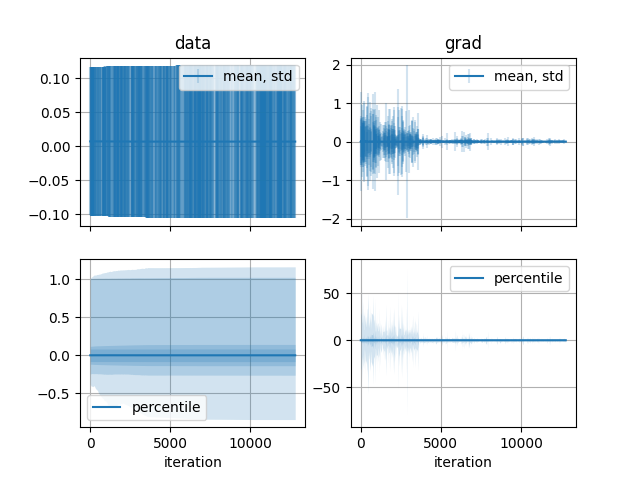 data
grad
mean, std
mean, std
0.10
0.05
0.00
−0.05
−0.10
2
1
0
−1
−2
percentile
percentile
1.0
0.5
0.0
−0.5
50
0
−50
0
5000
10000
0
5000
10000
iteration
iteration